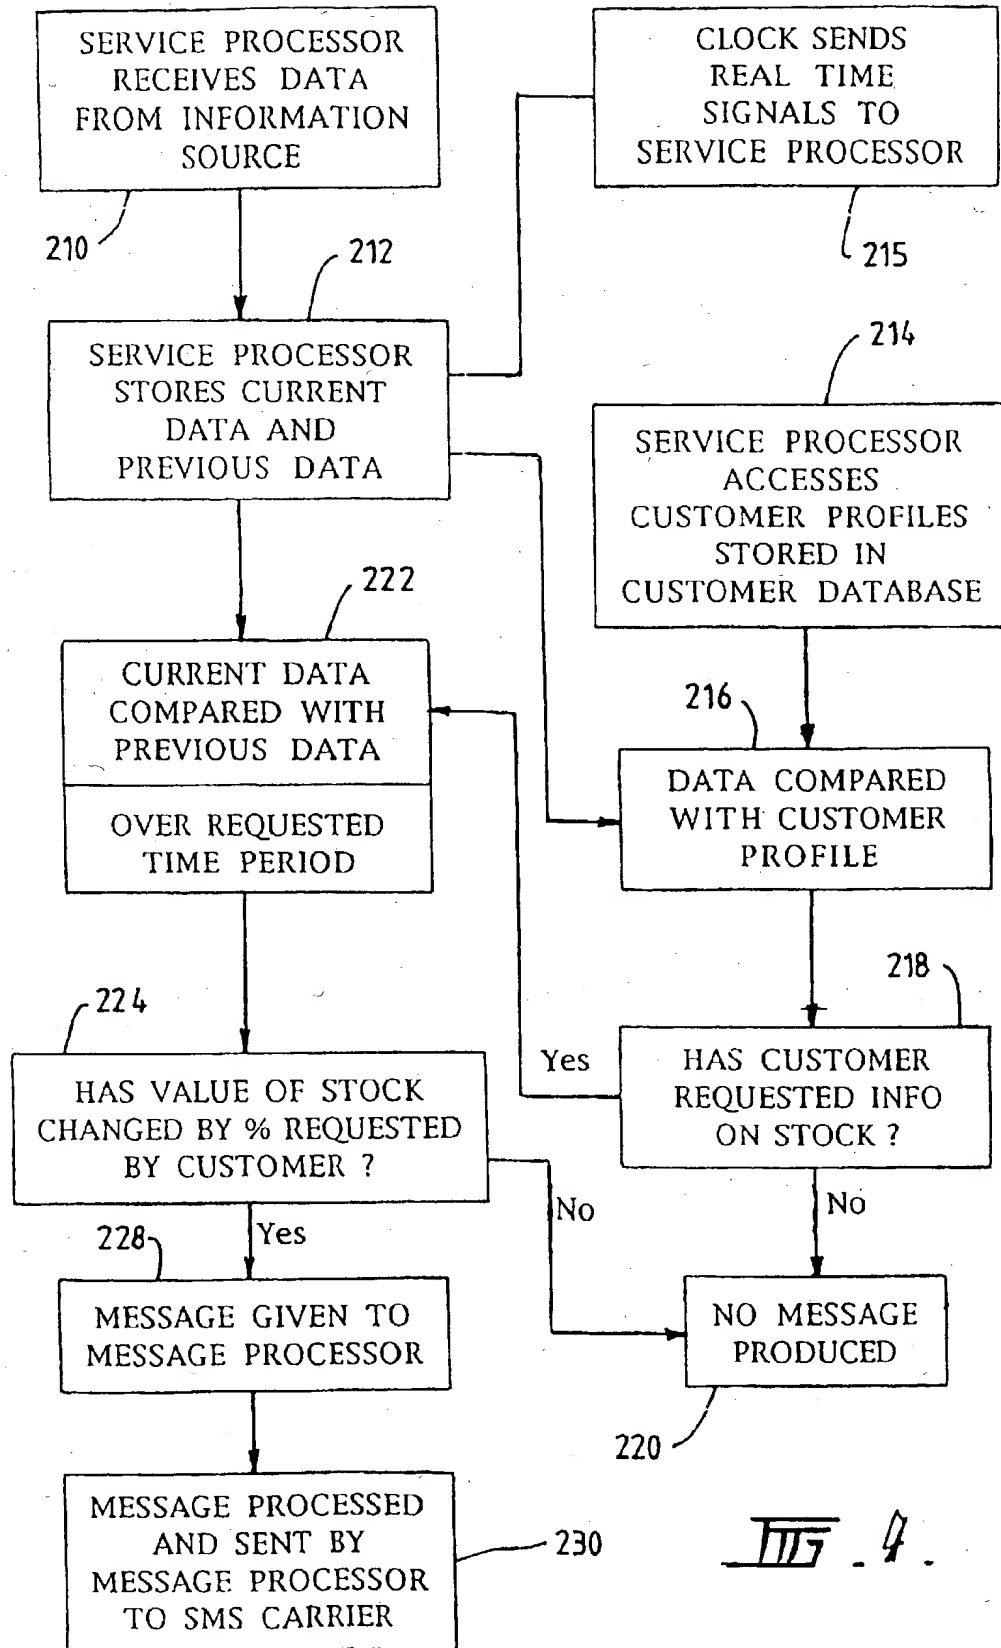 SERVICE PROCESSOR
RECEIVES DATA
FROM INFORMATION
SOURCE
210
CLOCK SENDS
REAL TIME
SIGNALS TO
SERVICE PROCESSOR
215
212
SERVICE PROCESSOR
STORES CURRENT
DATA AND
PREVIOUS DATA
214
SERVICE PROCESSOR
ACCESSES
CUSTOMER PROFILES
STORED IN
CUSTOMER DATABASE
222
CURRENT DATA
COMPARED WITH
PREVIOUS DATA
OVER REQUESTED
TIME PERIOD
216
DATA COMPARED
WITH CUSTOMER
PROFILE
218
HAS CUSTOMER
REQUESTED INFO
ON STOCK ?
Yes
No
224
HAS VALUE OF STOCK
CHANGED BY % REQUESTED
BY CUSTOMER ?
Yes
No
228
MESSAGE GIVEN TO
MESSAGE PROCESSOR
NO MESSAGE
PRODUCED
220
MESSAGE PROCESSED
AND SENT BY
MESSAGE PROCESSOR
TO SMS CARRIER
230
FIG